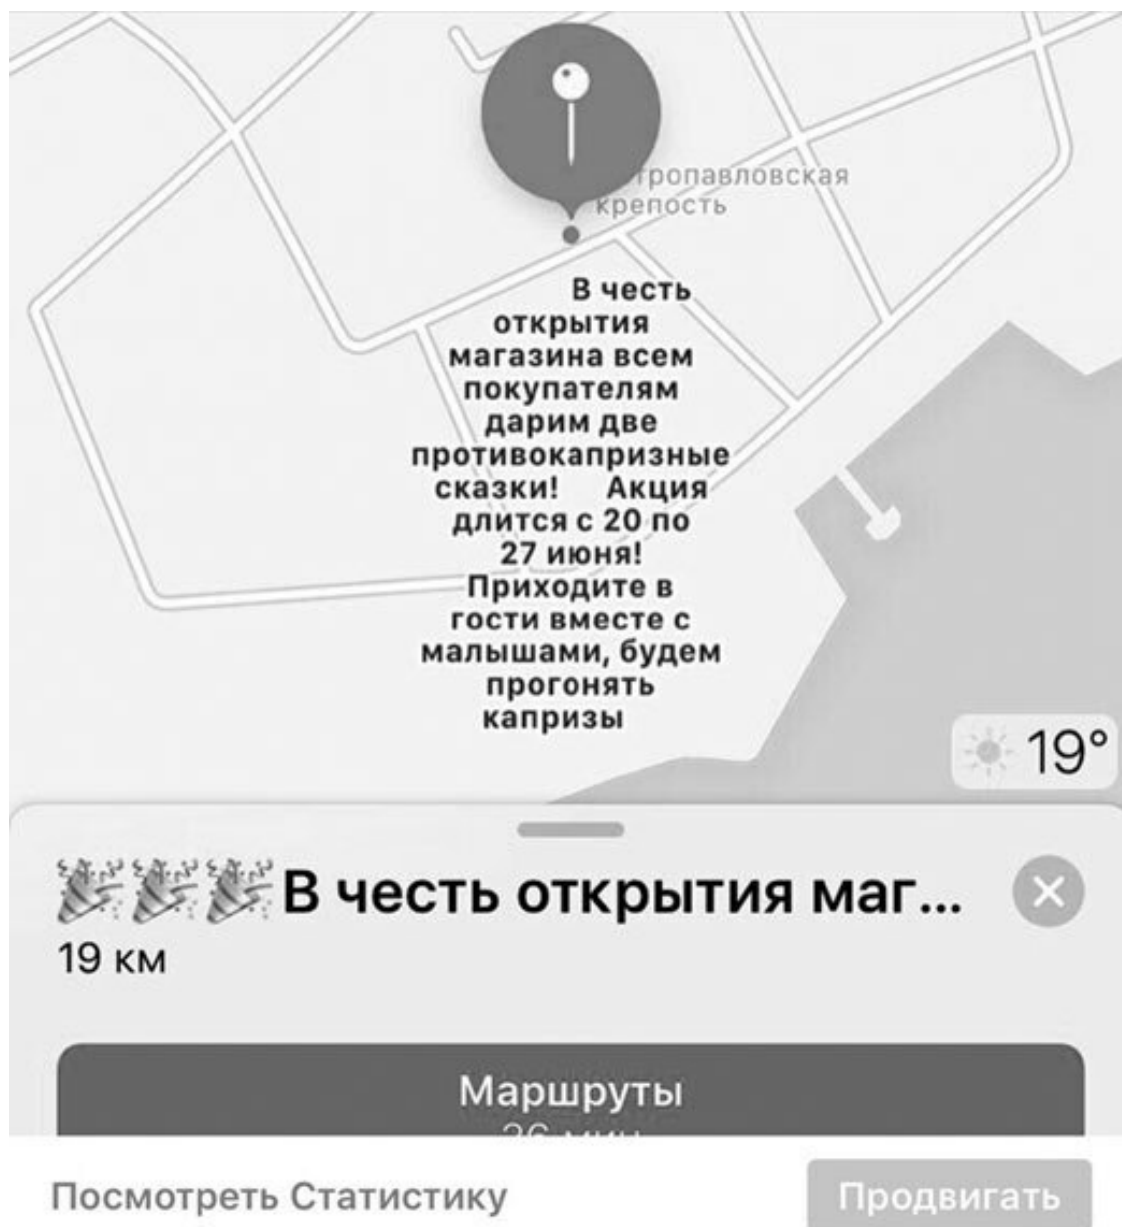 крепость
В честь
открытия
магазина всем
покупателям
дарим две
противокапризные
сказки! Акция
длится с 20 по
27 июня!
Приходите в
гости вместе с
малышами, будем
прогонять
капризы
19°
В честь открытия маг...
19 км
Маршруты
Посмотреть Статистику
Продвигать